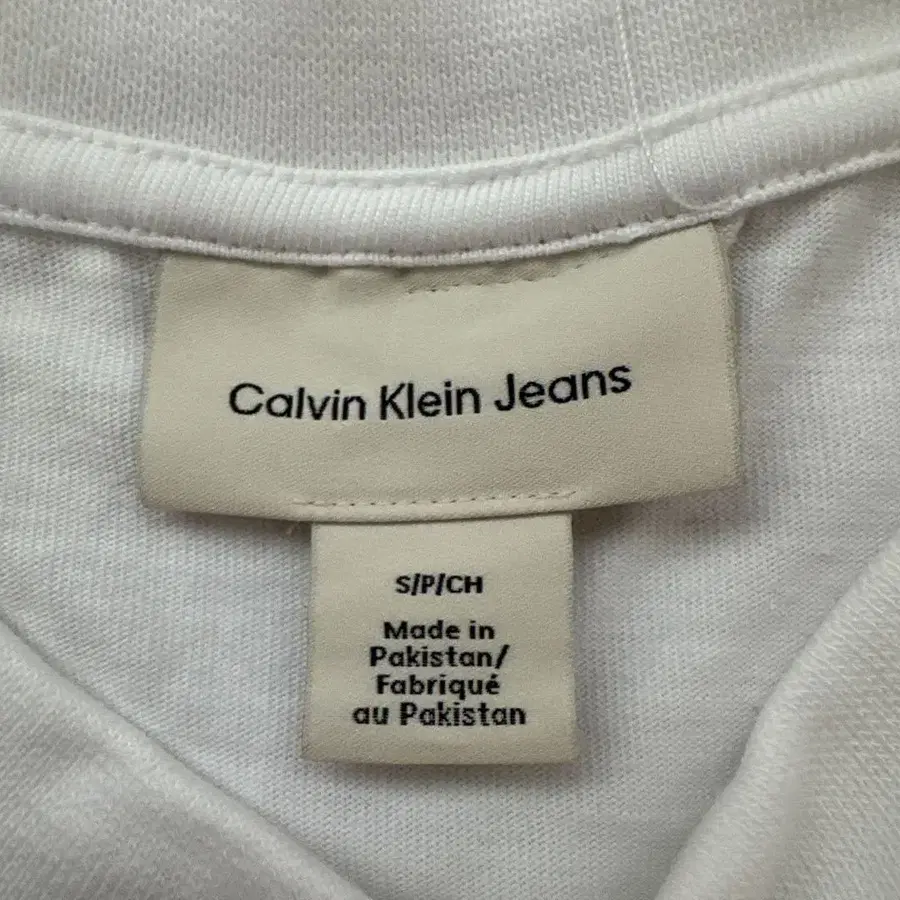 Calvin Klein Jeans
S/P/CH
Made in
Pakistan/
Fabriqué
au Pakistan